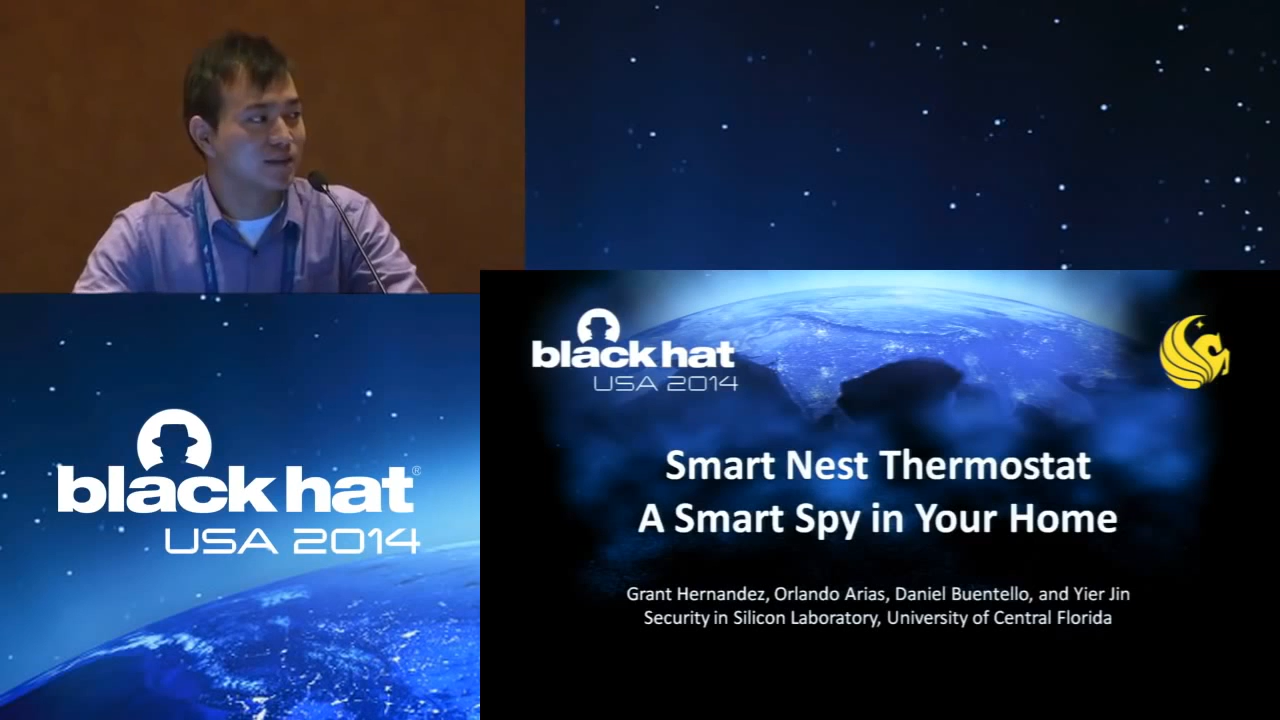 black hat®
USA 2014
black hat
USA 2014
Smart Nest Thermostat
A Smart Spy in Your Home
Grant Hernandez, Orlando Arias, Daniel Buentello, and Yier Jin
Security in Silicon Laboratory, University of Central Florida